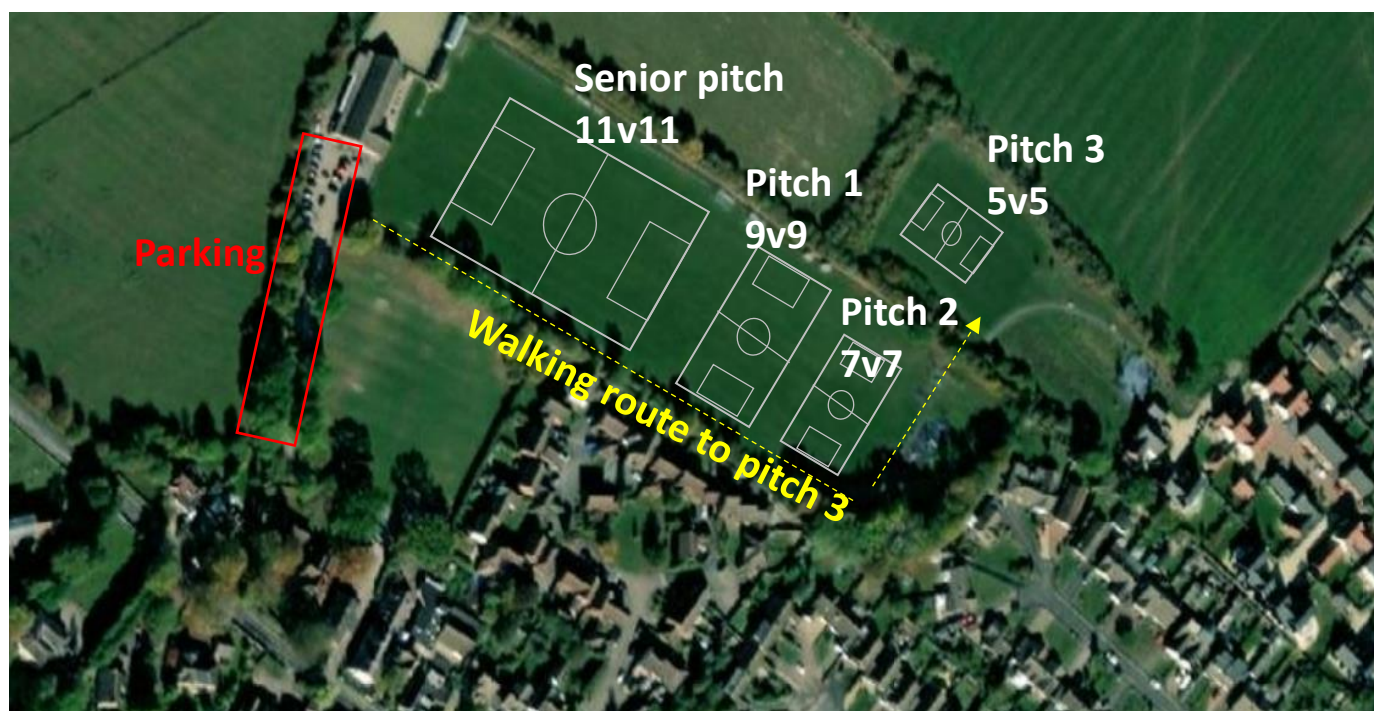 Senior pitch
11v11
Pitch 1
9v9
Pitch 3
5v5
Parking
Pitch 2
7v7
Walking route to pitch 3